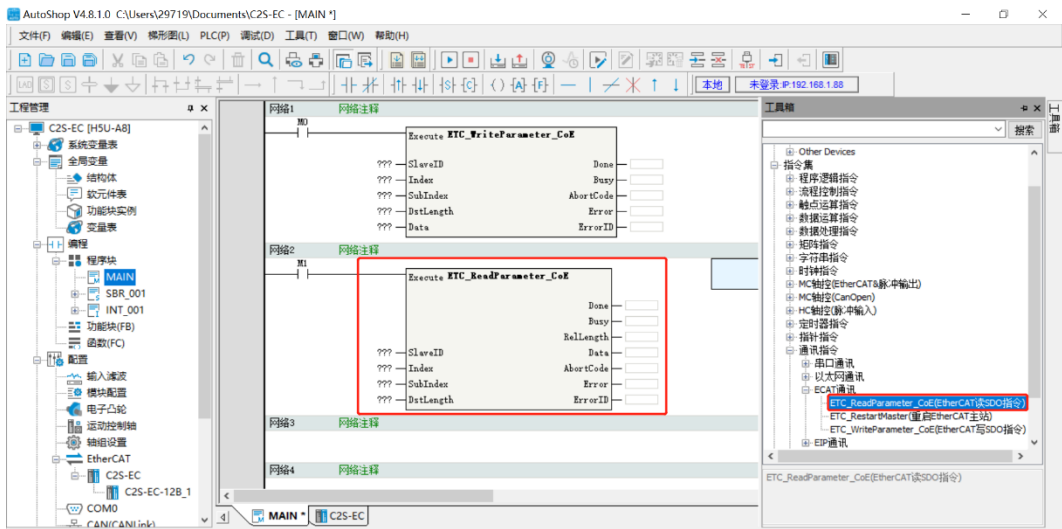 AutoShop V4.8.1.0 C:\Users\29719\Documents\C2S-EC - [MAIN *]
文件(F) 编辑(E) 查看(V) 梯形图(L) PLC(P) 调试(D) 工具(T) 窗口(W) 帮助(H)
本地 未登录:IP:192.168.1.88
工程管理
C2S-EC [H5U-A8]
系统变量表
全局变量
结构体
软元件表
功能块实例
变量表
编程
程序块
MAIN
SBR_001
INT_001
功能块(FB)
函数(FC)
配置
输入滤波
模块配置
电子凸轮
运动控制轴
轴组设置
EtherCAT
C2S-EC
C2S-EC-12B_1
COM0
CAN(CANLink)
网络1 网络注释
M0
Execute ETC_WriteParameter_CoE
??? SlaveID Done
??? Index Busy
??? SubIndex AbortCode
??? DstLength Error
??? Data ErrorID
网络2 网络注释
M1
Execute ETC_ReadParameter_CoE
Done
Busy
RelLength
??? SlaveID Data
??? Index AbortCode
??? SubIndex Error
??? DstLength ErrorID
网络3 网络注释
网络4 网络注释
MAIN * C2S-EC
工具箱
搜索
Other Devices
指令集
程序逻辑指令
流程控制指令
触点运算指令
数据运算指令
数据处理指令
矩阵指令
字符串指令
时钟指令
MC轴控(EtherCAT&脉冲输出)
MC轴控(CanOpen)
HC轴控(脉冲输入)
定时器指令
指针指令
通讯指令
串口通讯
以太网通讯
ECAT通讯
ETC_ReadParameter_CoE(EtherCAT读SDO指令)
ETC_RestartMaster(重启EtherCAT主站)
ETC_WriteParameter_CoE(EtherCAT写SDO指令)
EIP通讯
ETC_ReadParameter_CoE(EtherCAT读SDO指令)
工具箱